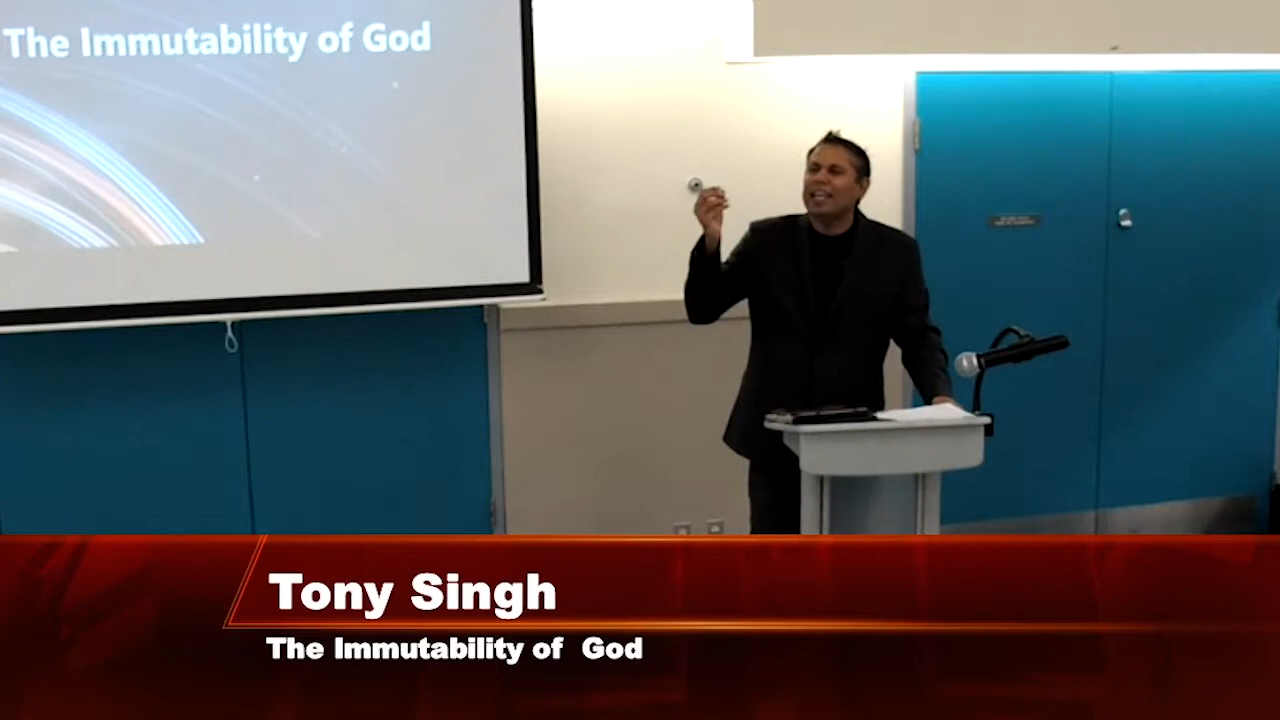 The Immutability of God
Tony Singh
The Immutability of  God